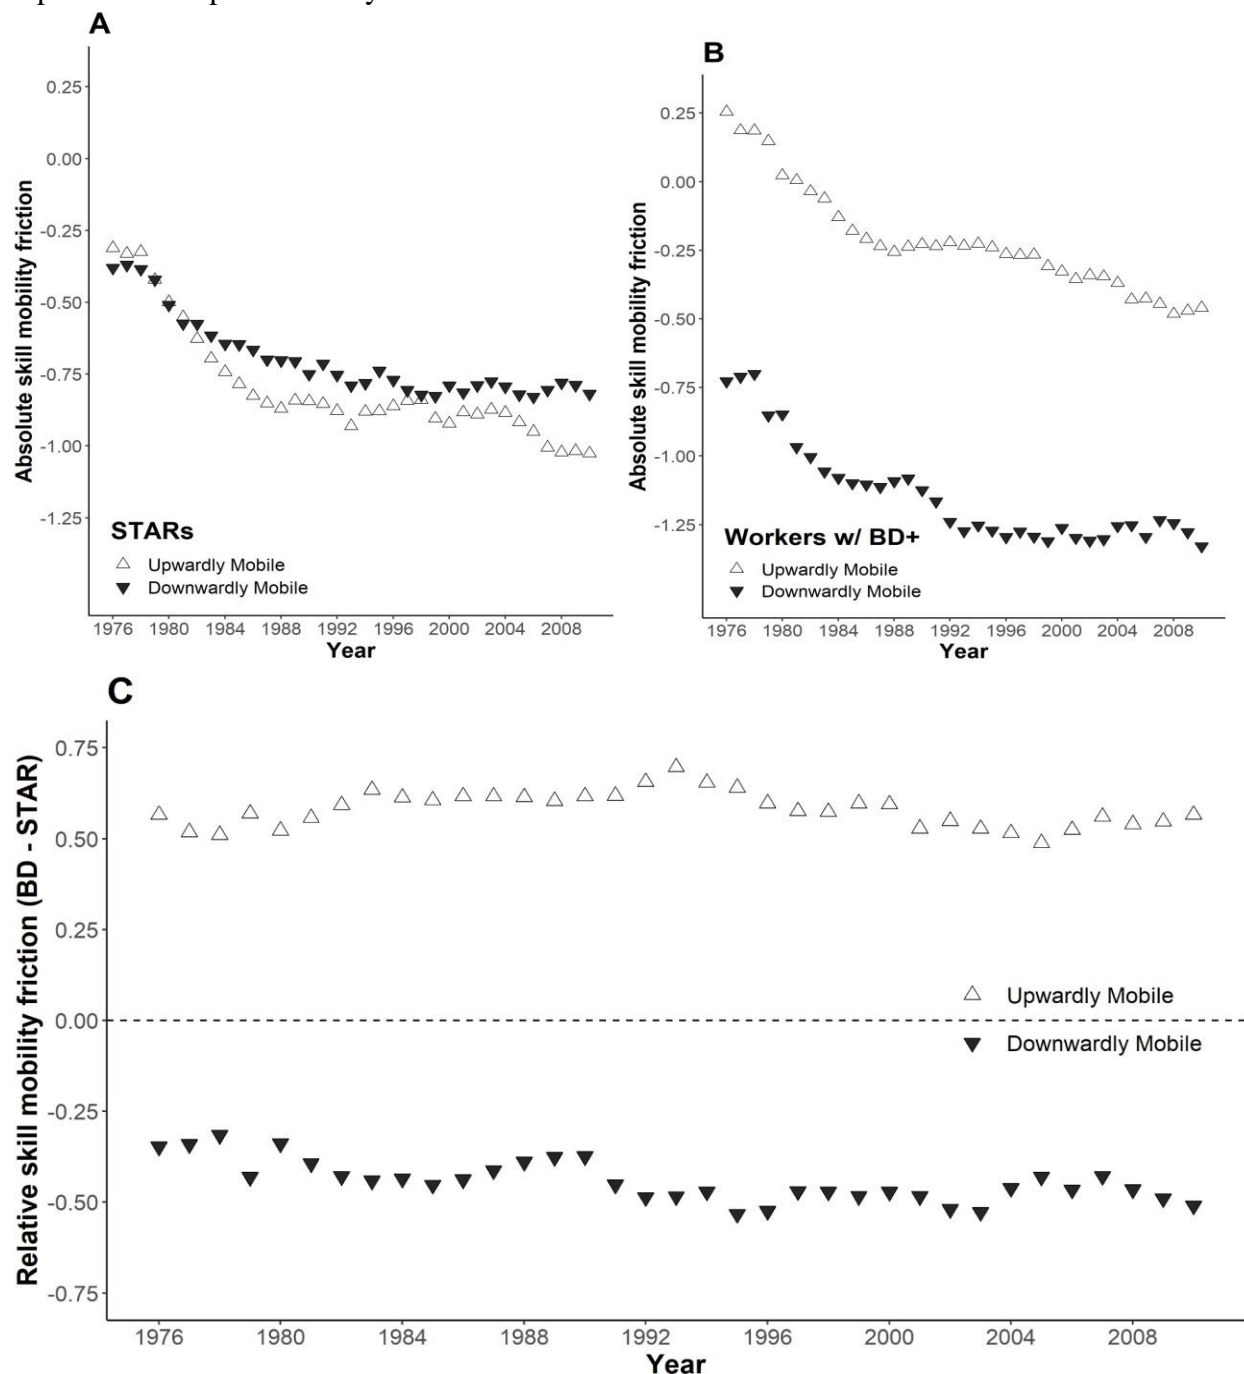 A
0.25
0.00
-0.25
-0.50
-0.75
-1.00
-1.25
Absolute skill mobility friction
STARs
Upwardly Mobile
Downwardly Mobile
1976 1980 1984 1988 1992 1996 2000 2004 2008
Year
B
0.25
0.00
-0.25
-0.50
-0.75
-1.00
-1.25
Absolute skill mobility friction
Workers w/ BD+
Upwardly Mobile
Downwardly Mobile
1976 1980 1984 1988 1992 1996 2000 2004 2008
Year
C
0.75
0.50
0.25
0.00
-0.25
-0.50
-0.75
Relative skill mobility friction (BD - STAR)
Upwardly Mobile
Downwardly Mobile
1976 1980 1984 1988 1992 1996 2000 2004 2008
Year